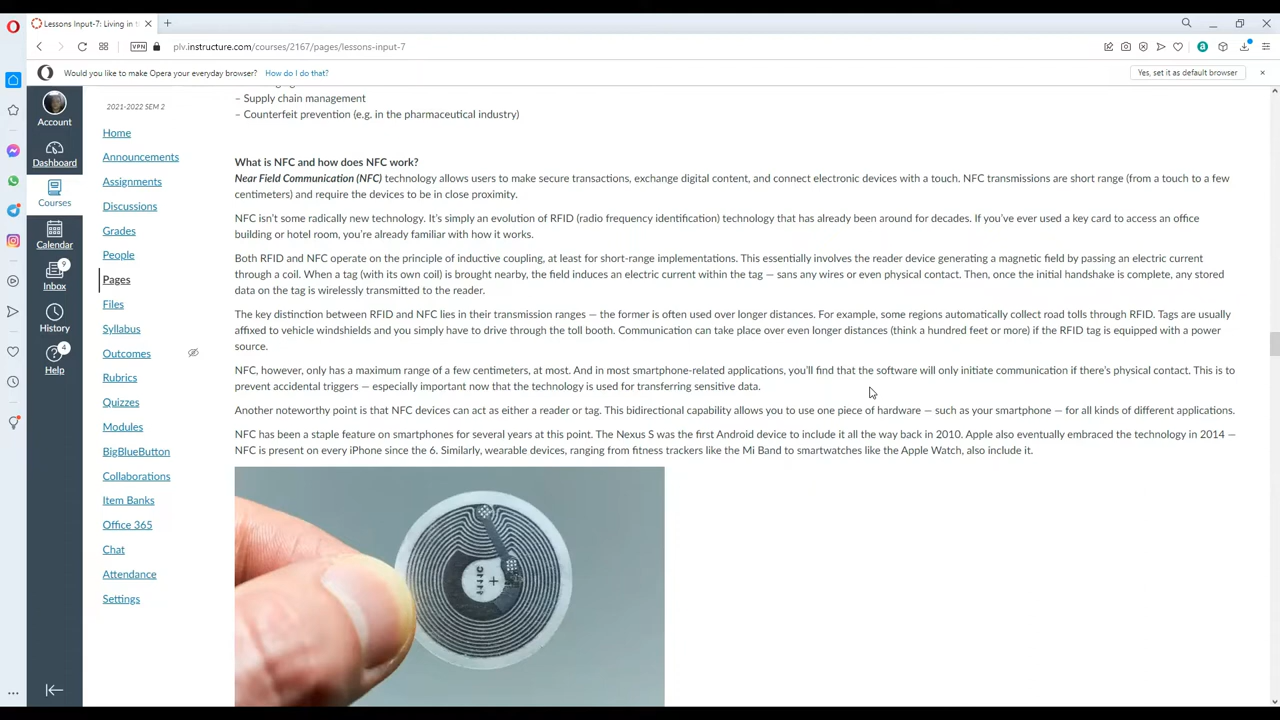 Lessons Input-7: Living in t
plv.instructure.com/courses/2167/pages/lessons-input-7
VPN
Would you like to make Opera your everyday browser? How do I do that?
Yes, set it as default browser
Account
Dashboard
Courses
Calendar
9
Inbox
History
4
Help
2021-2022 SEM 2
Home
Announcements
Assignments
Discussions
Grades
People
Pages
Files
Syllabus
Outcomes
Rubrics
Quizzes
Modules
BigBlueButton
Collaborations
Item Banks
Office 365
Chat
Attendance
Settings
– Supply chain management
– Counterfeit prevention (e.g. in the pharmaceutical industry)
What is NFC and how does NFC work?
Near Field Communication (NFC) technology allows users to make secure transactions, exchange digital content, and connect electronic devices with a touch. NFC transmissions are short range (from a touch to a few
centimeters) and require the devices to be in close proximity.
NFC isn't some radically new technology. It's simply an evolution of RFID (radio frequency identification) technology that has already been around for decades. If you've ever used a key card to access an office
building or hotel room, you're already familiar with how it works.
Both RFID and NFC operate on the principle of inductive coupling, at least for short-range implementations. This essentially involves the reader device generating a magnetic field by passing an electric current
through a coil. When a tag (with its own coil) is brought nearby, the field induces an electric current within the tag — sans any wires or even physical contact. Then, once the initial handshake is complete, any stored
data on the tag is wirelessly transmitted to the reader.
The key distinction between RFID and NFC lies in their transmission ranges — the former is often used over longer distances. For example, some regions automatically collect road tolls through RFID. Tags are usually
affixed to vehicle windshields and you simply have to drive through the toll booth. Communication can take place over even longer distances (think a hundred feet or more) if the RFID tag is equipped with a power
source.
NFC, however, only has a maximum range of a few centimeters, at most. And in most smartphone-related applications, you'll find that the software will only initiate communication if there's physical contact. This is to
prevent accidental triggers — especially important now that the technology is used for transferring sensitive data.
Another noteworthy point is that NFC devices can act as either a reader or tag. This bidirectional capability allows you to use one piece of hardware — such as your smartphone — for all kinds of different applications.
NFC has been a staple feature on smartphones for several years at this point. The Nexus S was the first Android device to include it all the way back in 2010. Apple also eventually embraced the technology in 2014 —
NFC is present on every iPhone since the 6. Similarly, wearable devices, ranging from fitness trackers like the Mi Band to smartwatches like the Apple Watch, also include it.